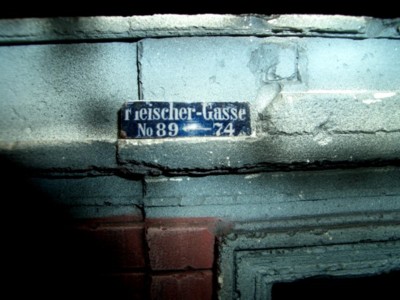 Fleischer-Gasse
No 89 — 74